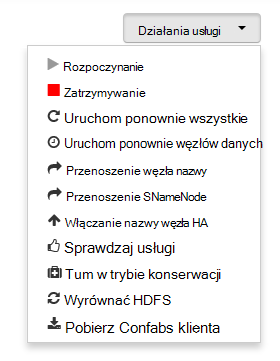 Działania usługi
Rozpoczynanie
Zatrzymywanie
Uruchom ponownie wszystkie
Uruchom ponownie węzłów danych
Przenoszenie węzła nazwy
Przenoszenie SNameNode
Włączanie nazwy węzła HA
Sprawdzaj usługi
Tum w trybie konserwacji
Wyrównać HDFS
Pobierz Confabs klienta